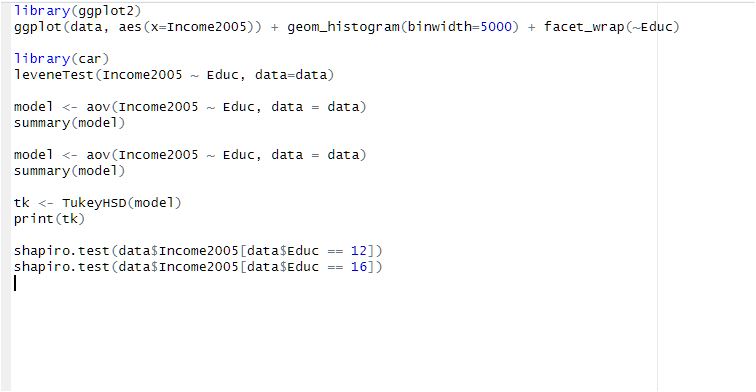 library(ggplot2)
ggplot(data, aes(x=Income2005)) + geom_histogram(binwidth=5000) + facet_wrap(~Educ)
library(car)
leveneTest(Income2005 ~ Educ, data=data)
model <- aov(Income2005 ~ Educ, data = data)
summary(model)
model <- aov(Income2005 ~ Educ, data = data)
summary(model)
tk <- TukeyHSD(model)
print(tk)
shapiro.test(data$Income2005[data$Educ == 12])
shapiro.test(data$Income2005[data$Educ == 16])